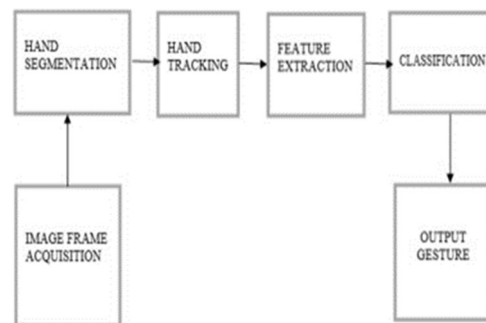 HAND
SEGMENTATION
HAND
TRACKING
FEATURE
EXTRACTION
CLASSIFICATION
IMAGE FRAME
ACQUISITION
OUTPUT
GESTURE